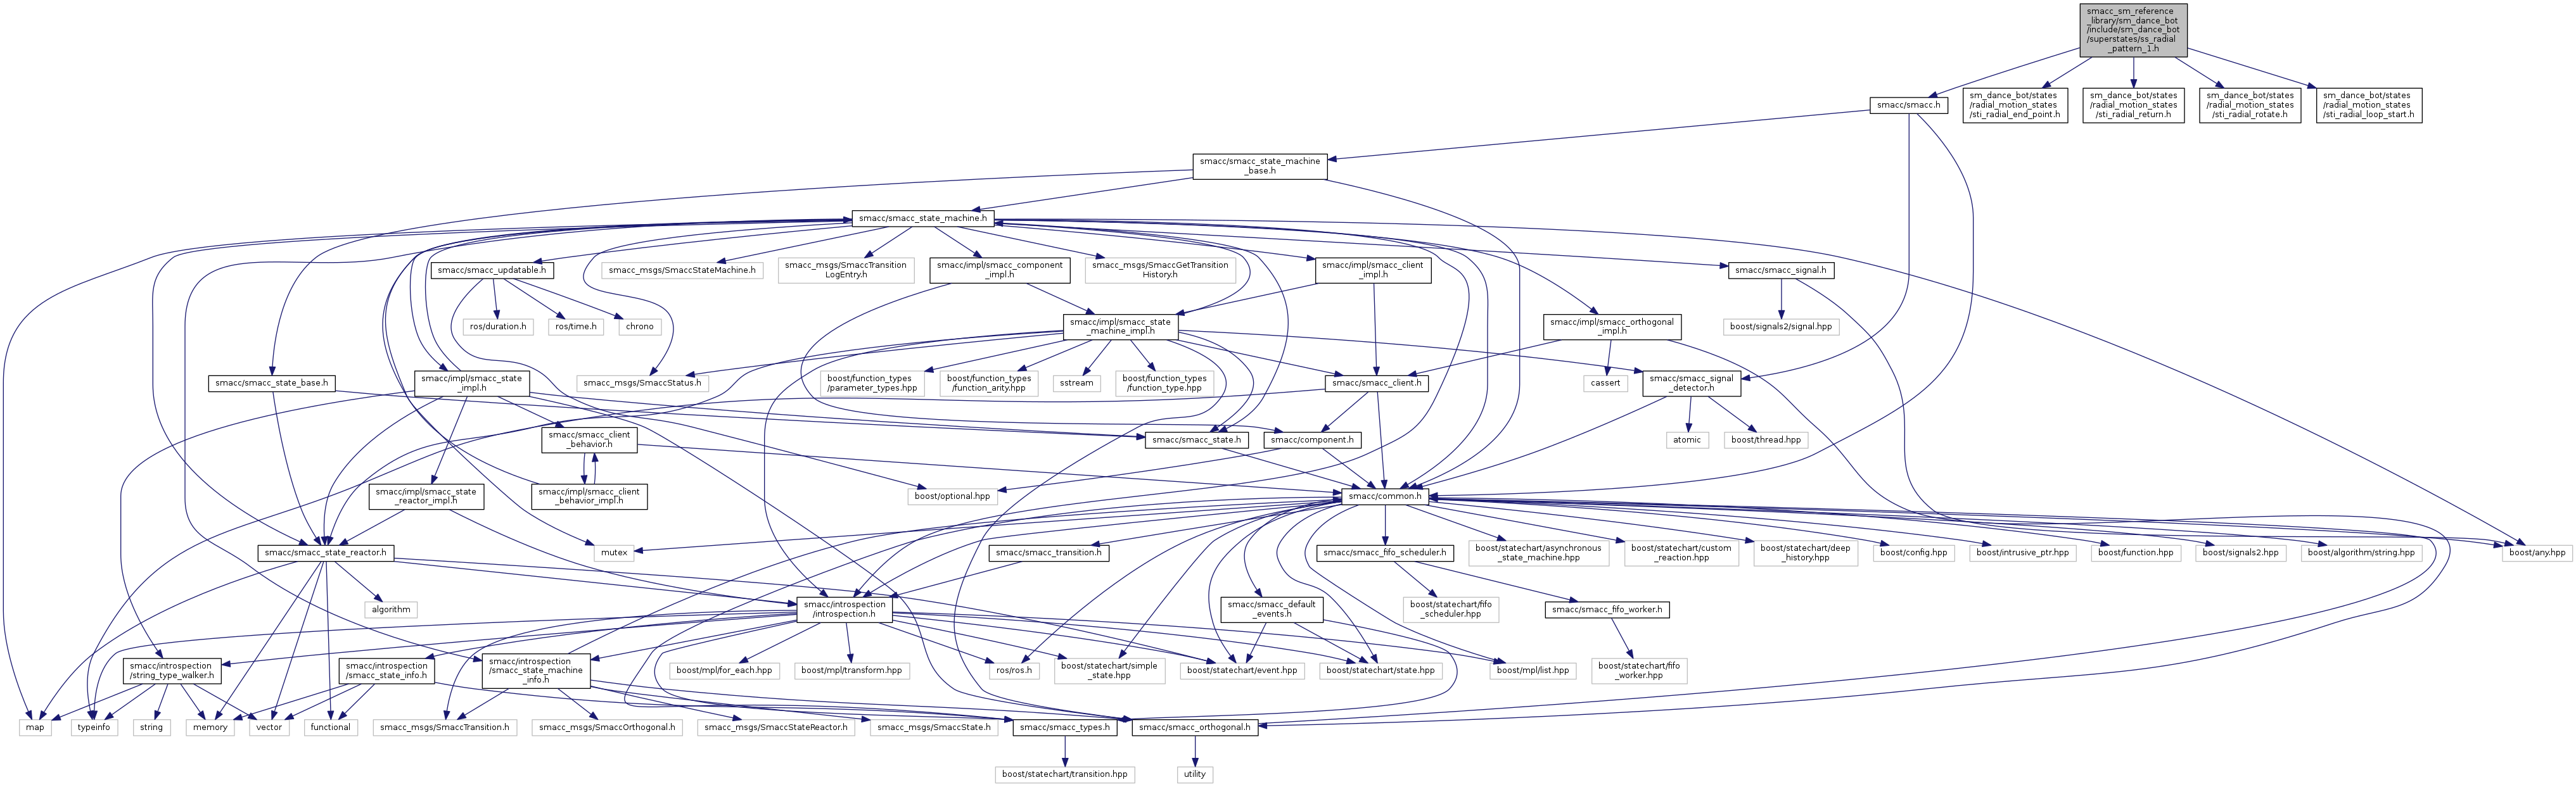 smacc_sm_reference
_library/sm_dance_bot
/include/sm_dance_bot
/superstates/ss_radial
_pattern_1.h
smacc/smacc.h
sm_dance_bot/states
/radial_motion_states
/sti_radial_end_point.h
sm_dance_bot/states
/radial_motion_states
/sti_radial_return.h
sm_dance_bot/states
/radial_motion_states
/sti_radial_rotate.h
sm_dance_bot/states
/radial_motion_states
/sti_radial_loop_start.h
smacc/smacc_state_machine
_base.h
smacc/smacc_state_machine.h
smacc/smacc_updatable.h
smacc_msgs/SmaccStateMachine.h
smacc_msgs/SmaccTransition
LogEntry.h
smacc/impl/smacc_component
_impl.h
smacc_msgs/SmaccGetTransition
History.h
smacc/impl/smacc_client
_impl.h
smacc/smacc_signal.h
ros/duration.h
ros/time.h
chrono
smacc/impl/smacc_state
_machine_impl.h
smacc/impl/smacc_orthogonal
_impl.h
boost/signals2/signal.hpp
smacc/smacc_state_base.h
smacc/impl/smacc_state
_impl.h
smacc_msgs/SmaccStatus.h
boost/function_types
/parameter_types.hpp
boost/function_types
/function_arity.hpp
sstream
boost/function_types
/function_type.hpp
smacc/smacc_client.h
cassert
smacc/smacc_signal
_detector.h
smacc/smacc_client
_behavior.h
smacc/smacc_state.h
smacc/component.h
atomic
boost/thread.hpp
smacc/impl/smacc_state
_reactor_impl.h
smacc/impl/smacc_client
_behavior_impl.h
boost/optional.hpp
smacc/common.h
smacc/smacc_state_reactor.h
mutex
smacc/smacc_transition.h
smacc/smacc_fifo_scheduler.h
boost/statechart/asynchronous
_state_machine.hpp
boost/statechart/custom
_reaction.hpp
boost/statechart/deep
_history.hpp
boost/config.hpp
boost/intrusive_ptr.hpp
boost/function.hpp
boost/signals2.hpp
boost/algorithm/string.hpp
boost/any.hpp
algorithm
smacc/introspection
/introspection.h
smacc/smacc_default
_events.h
boost/statechart/fifo
_scheduler.hpp
smacc/smacc_fifo_worker.h
smacc/introspection
/string_type_walker.h
smacc/introspection
/smacc_state_info.h
smacc/introspection
/smacc_state_machine
_info.h
boost/mpl/for_each.hpp
boost/mpl/transform.hpp
ros/ros.h
boost/statechart/simple
_state.hpp
boost/statechart/event.hpp
boost/statechart/state.hpp
boost/mpl/list.hpp
boost/statechart/fifo
_worker.hpp
map
typeinfo
string
memory
vector
functional
smacc_msgs/SmaccTransition.h
smacc_msgs/SmaccOrthogonal.h
smacc_msgs/SmaccStateReactor.h
smacc_msgs/SmaccState.h
smacc/smacc_types.h
smacc/smacc_orthogonal.h
boost/statechart/transition.hpp
utility